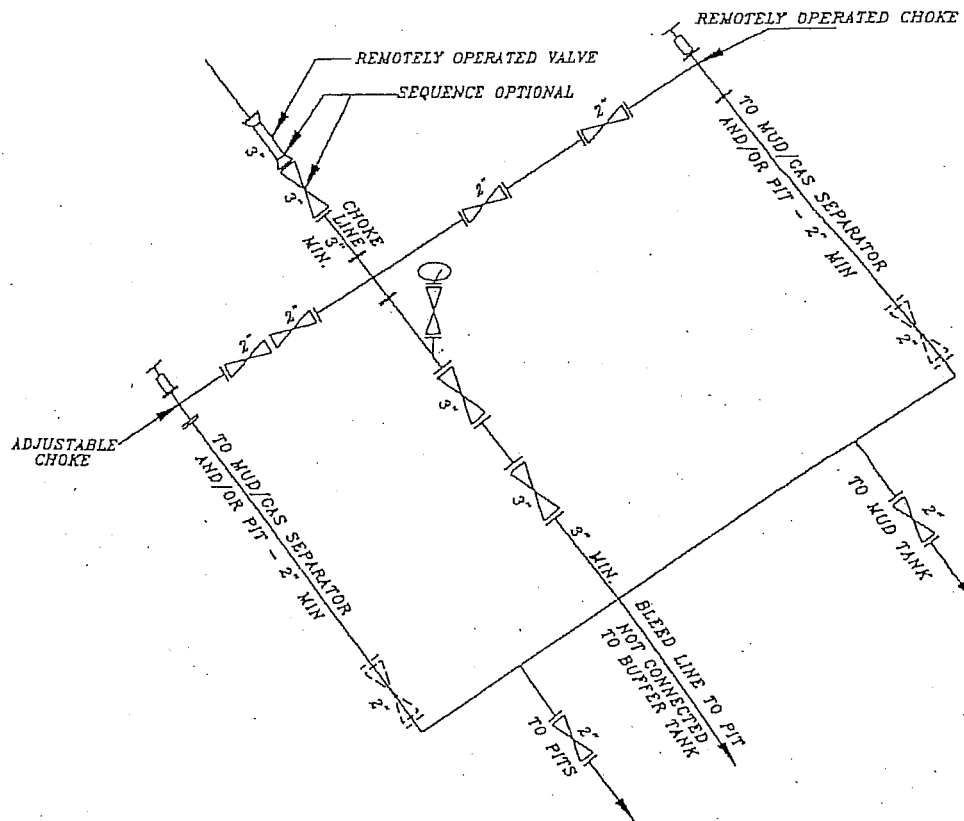 REMOTELY OPERATED CHOKE
REMOTELY OPERATED VALVE
SEQUENCE OPTIONAL
3"
3"
CHOKE
LINE
3"
MIN.
2"
2"
TO MUD/GAS SEPARATOR
AND/OR PIT - 2" MIN
2"
2"
2"
3"
3"
3" MIN.
ADJUSTABLE
CHOKE
TO MUD/GAS SEPARATOR
AND/OR PIT - 2" MIN
2"
2"
TO MUD TANK
BLEED LINE TO PIT
NOT CONNECTED
TO BUFFER TANK
2"
TO PITS